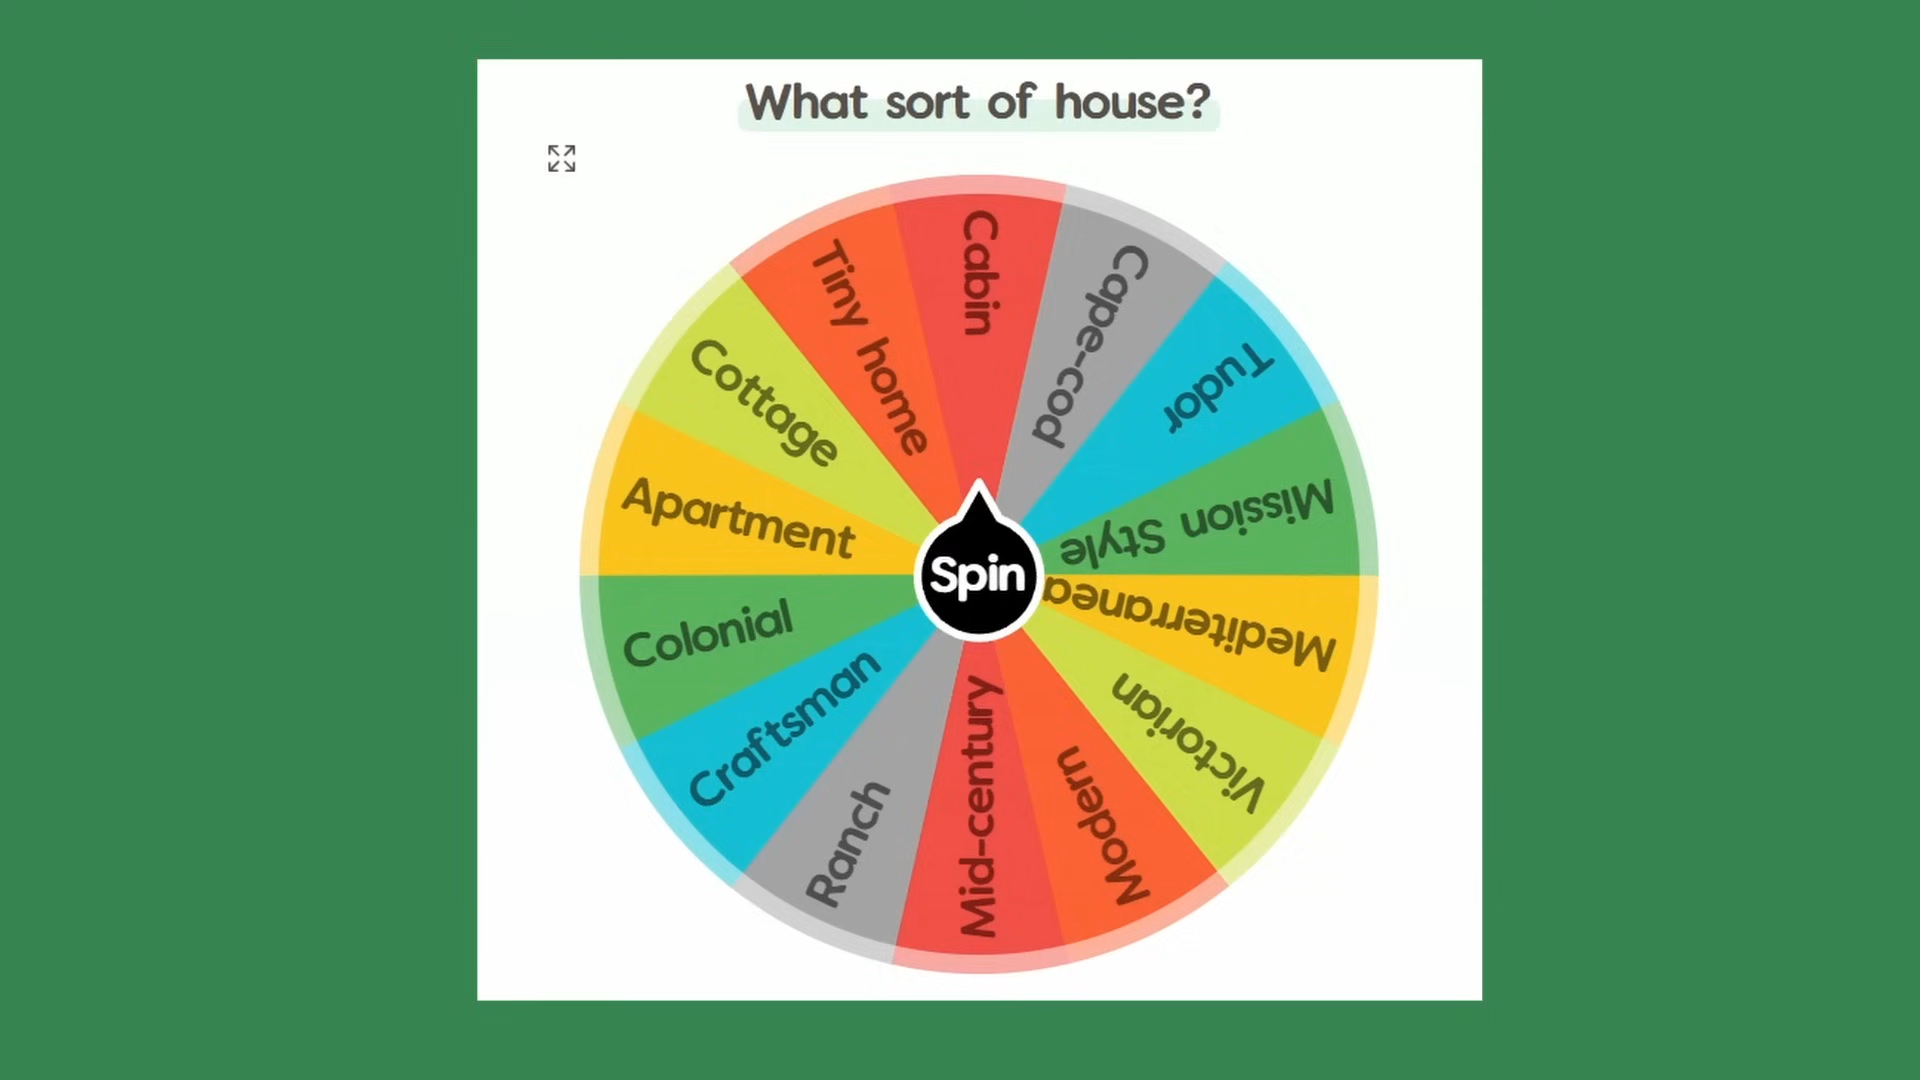 What sort of house?
Cabin
Cape-cod
Tudor
Mission Style
Mediterranea
Victorian
Modern
Mid-century
Ranch
Craftsman
Colonial
Apartment
Cottage
Tiny home
Spin